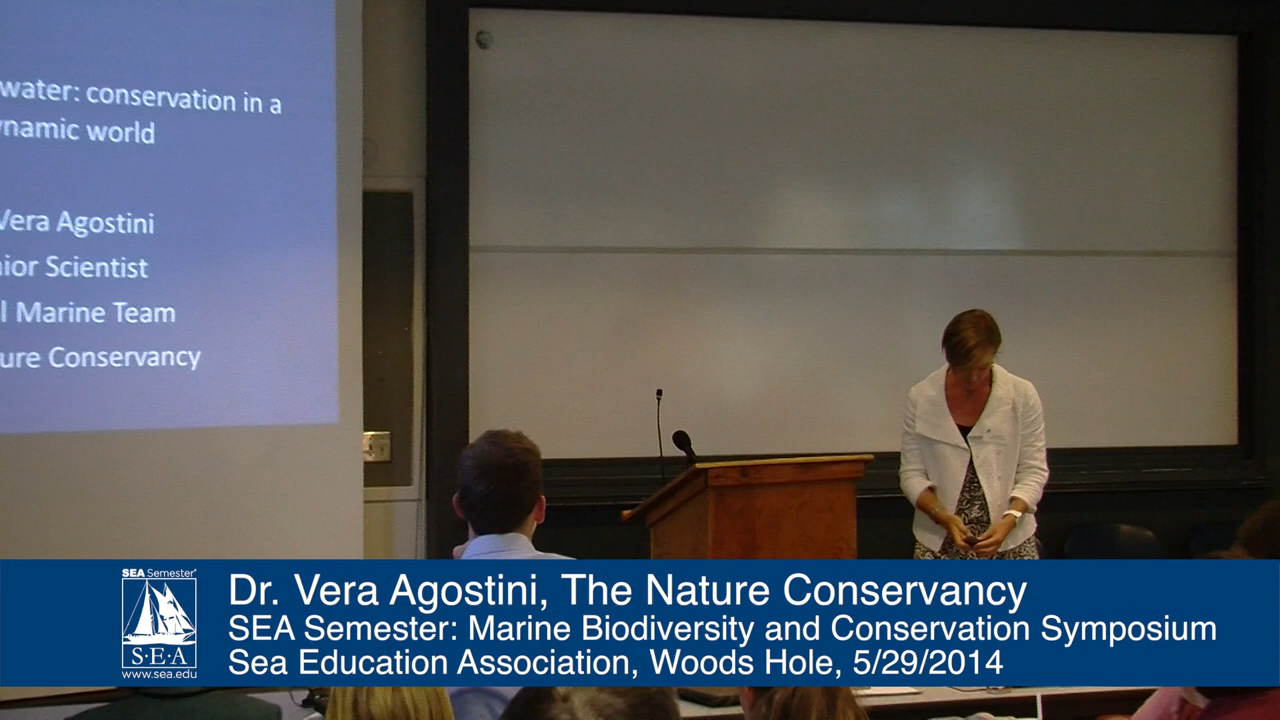 water: conservation in a
ynamic world
Vera Agostini
ior Scientist
l Marine Team
ure Conservancy
SEA Semester®
S·E·A
www.sea.edu
Dr. Vera Agostini, The Nature Conservancy
SEA Semester: Marine Biodiversity and Conservation Symposium
Sea Education Association, Woods Hole, 5/29/2014